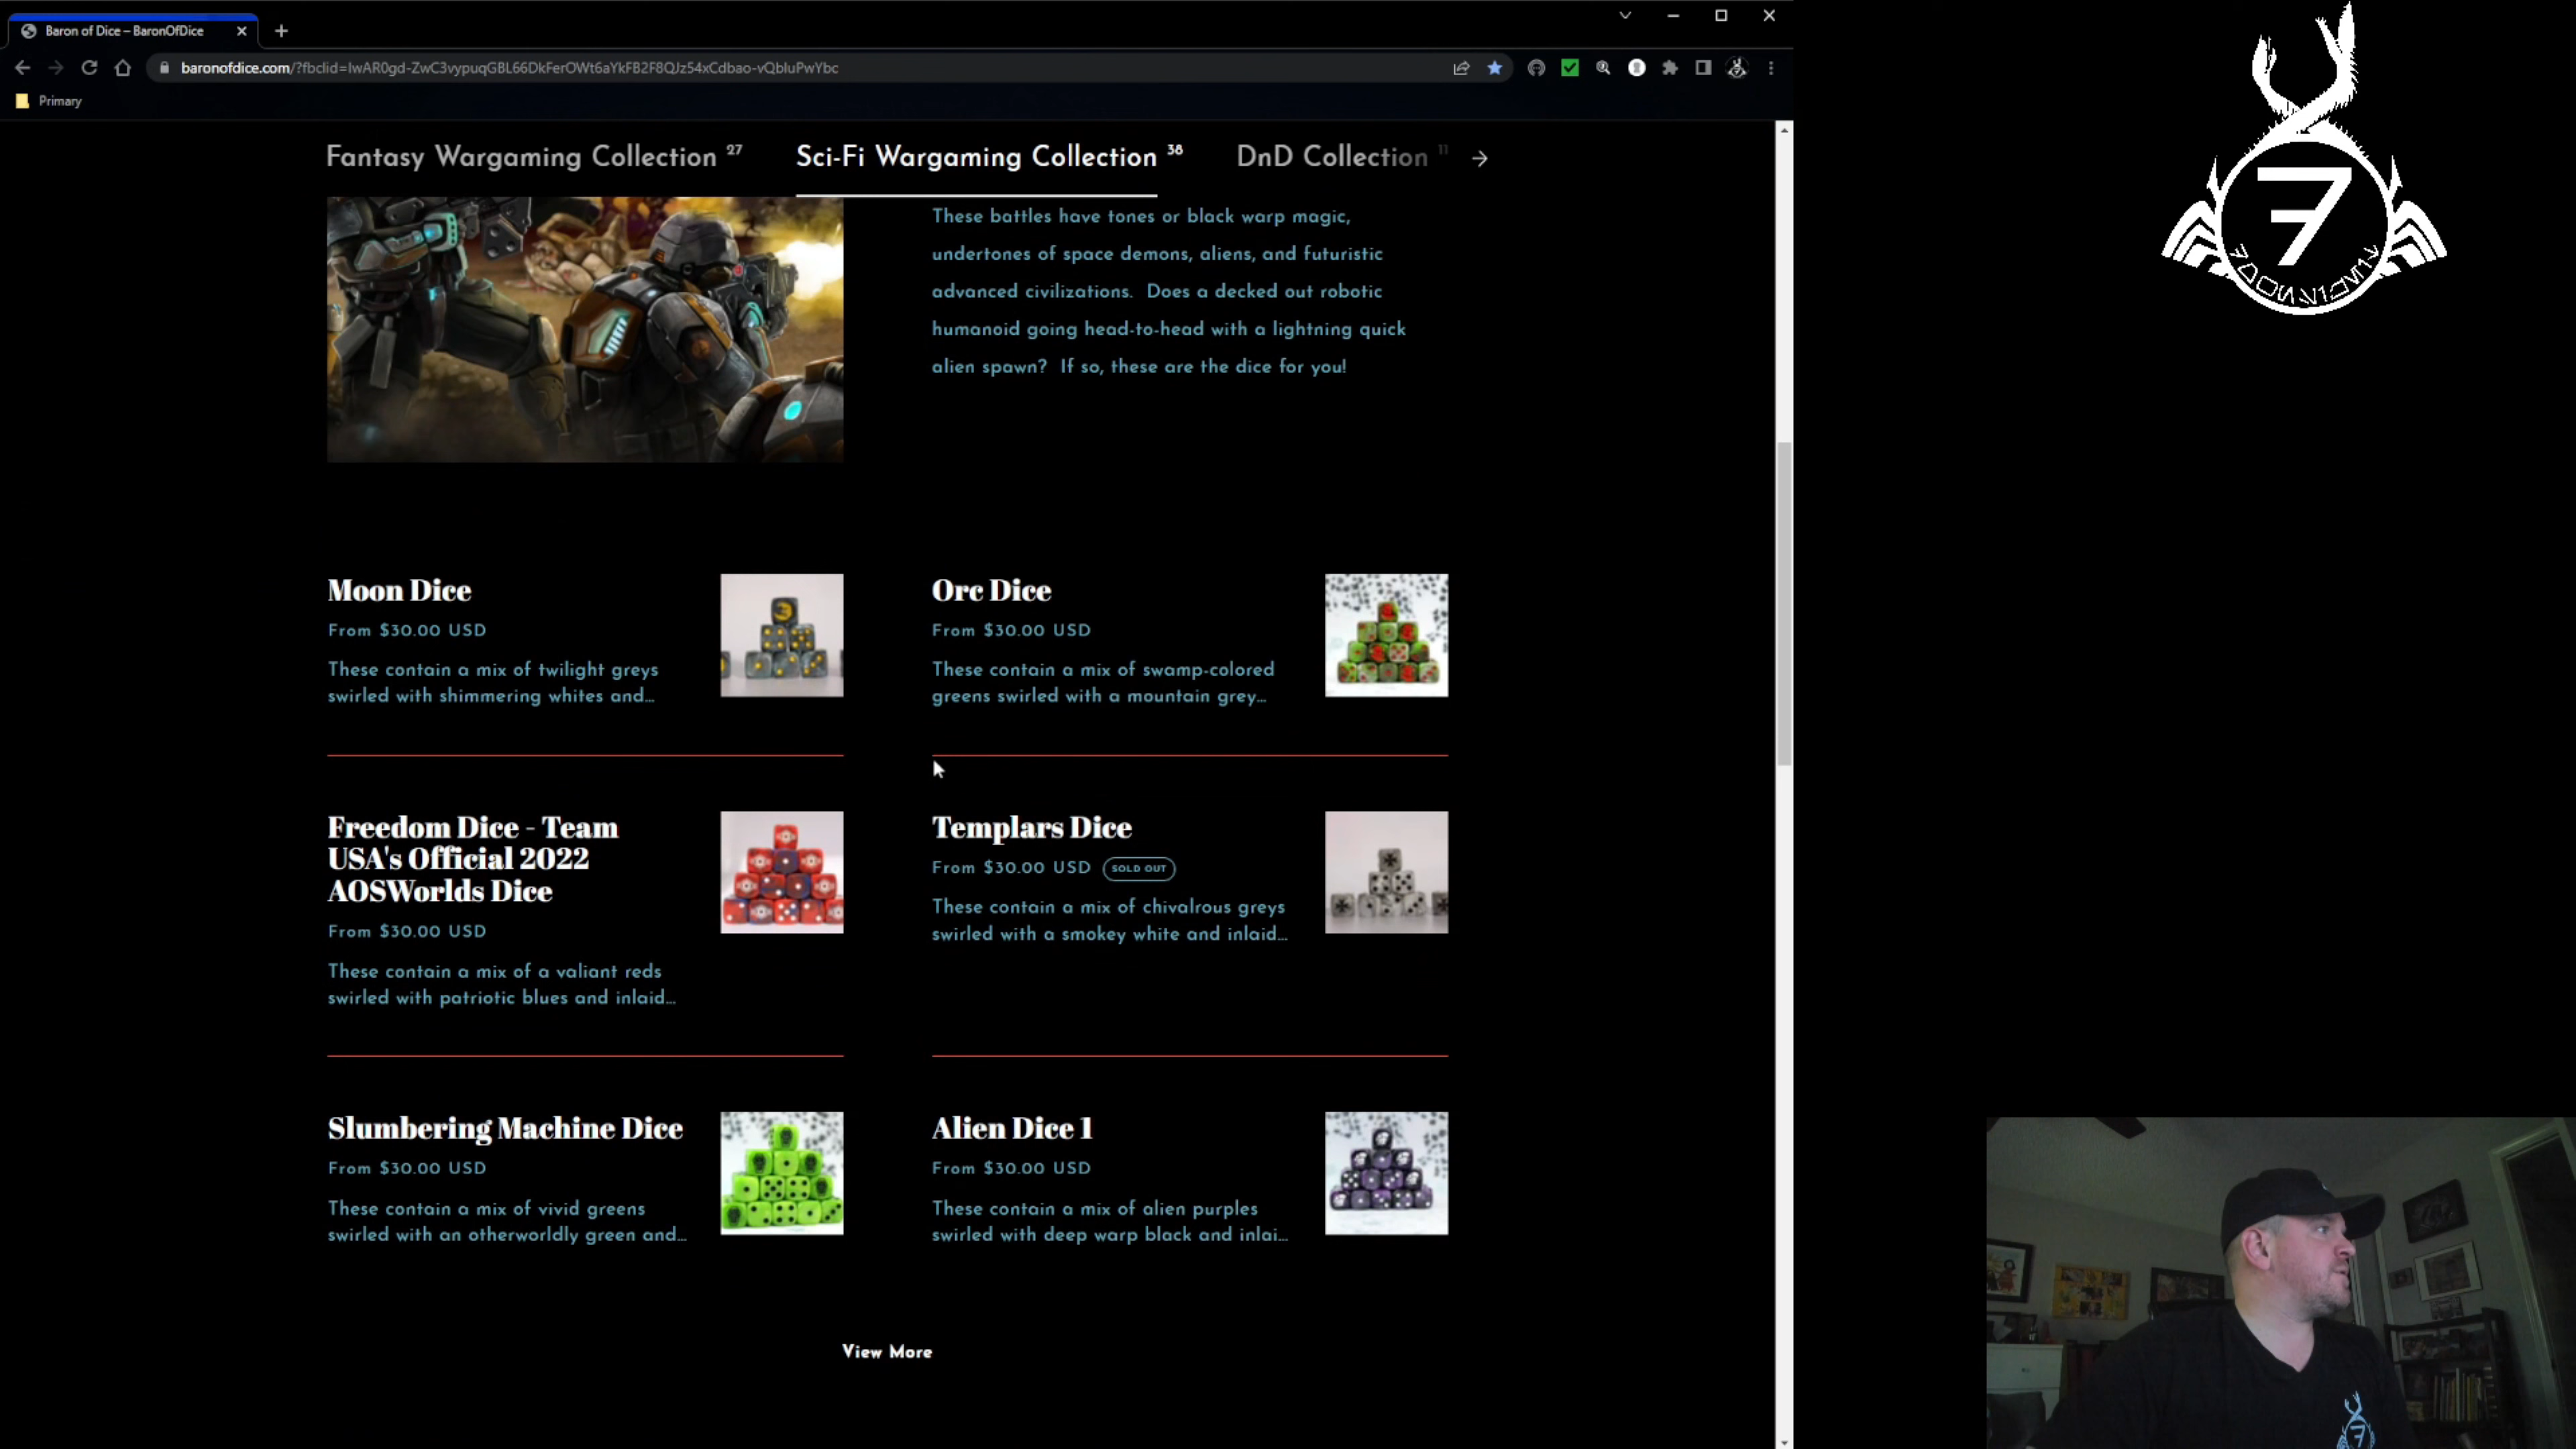 Baron of Dice – BaronOfDice
baronofdice.com/?fbclid=IwAR0gd-ZwC3vypuqGBL66DkFerOWt6aYkFB2F8QJz54xCdbao-vQbluPwYbc
Primary
Fantasy Wargaming Collection 27
Sci-Fi Wargaming Collection 38
DnD Collection 11
These battles have tones or black warp magic,
undertones of space demons, aliens, and futuristic
advanced civilizations. Does a decked out robotic
humanoid going head-to-head with a lightning quick
alien spawn? If so, these are the dice for you!
Moon Dice
From $30.00 USD
These contain a mix of twilight greys
swirled with shimmering whites and...
Orc Dice
From $30.00 USD
These contain a mix of swamp-colored
greens swirled with a mountain grey...
Freedom Dice - Team
USA's Official 2022
AOSWorlds Dice
From $30.00 USD
These contain a mix of a valiant reds
swirled with patriotic blues and inlaid...
Templars Dice
From $30.00 USD SOLD OUT
These contain a mix of chivalrous greys
swirled with a smokey white and inlaid...
Slumbering Machine Dice
From $30.00 USD
These contain a mix of vivid greens
swirled with an otherworldly green and...
Alien Dice 1
From $30.00 USD
These contain a mix of alien purples
swirled with deep warp black and inlai...
View More
7